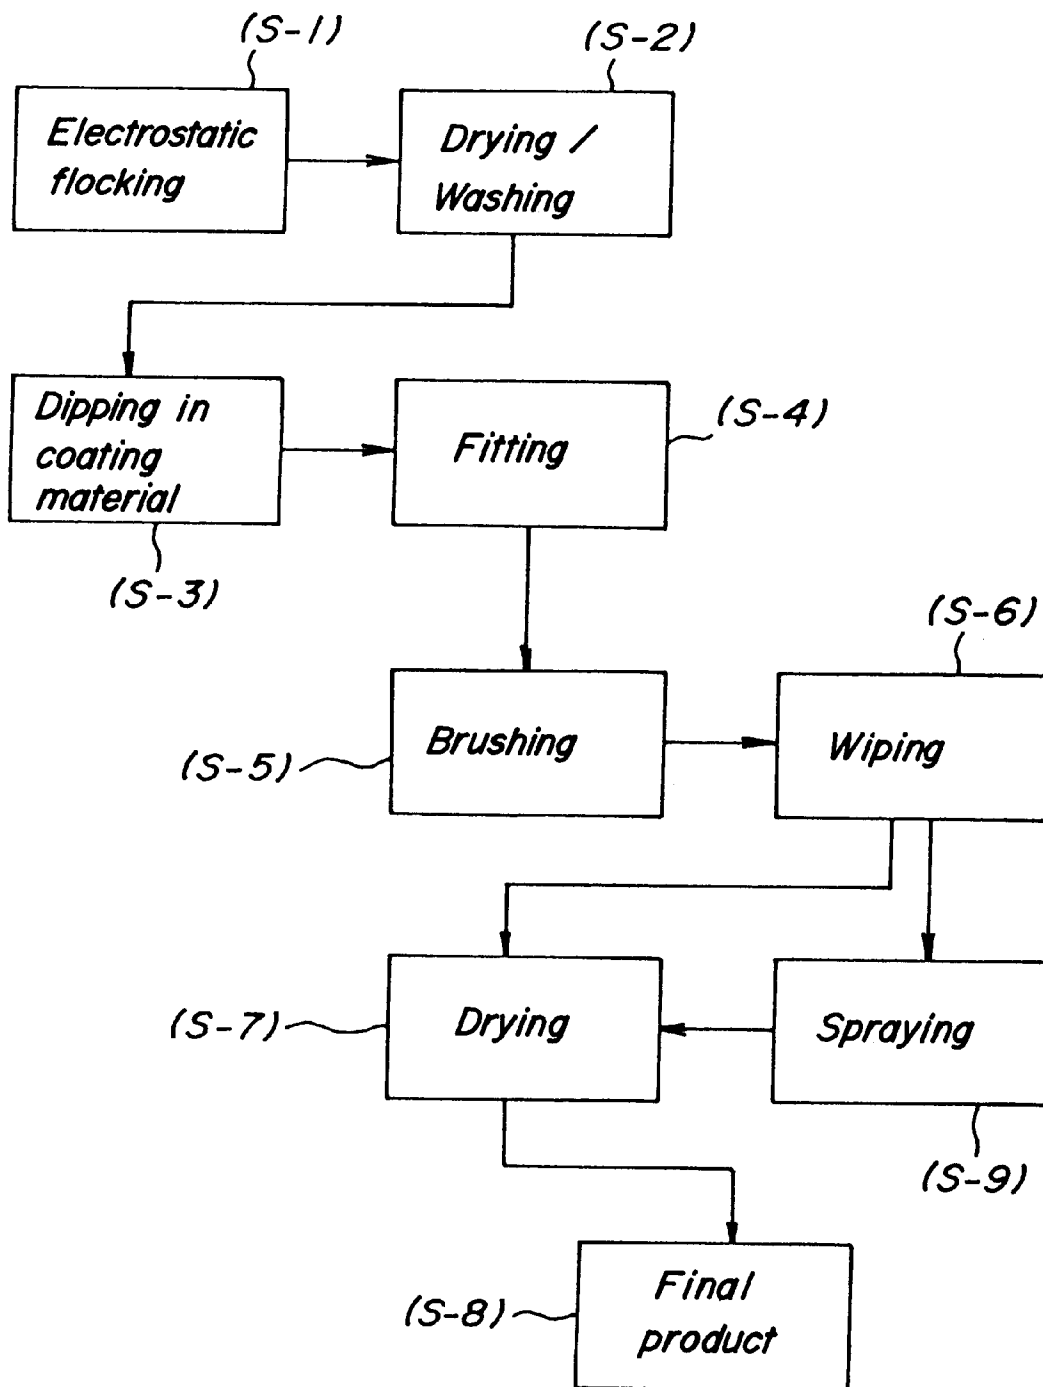 (S-1)
(S-2)
Electrostatic
flocking
Drying /
Washing
Dipping in
coating
material
(S-3)
Fitting
(S-4)
Brushing
(S-5)
(S-6)
Wiping
(S-7)
Drying
Spraying
(S-9)
(S-8)
Final
product